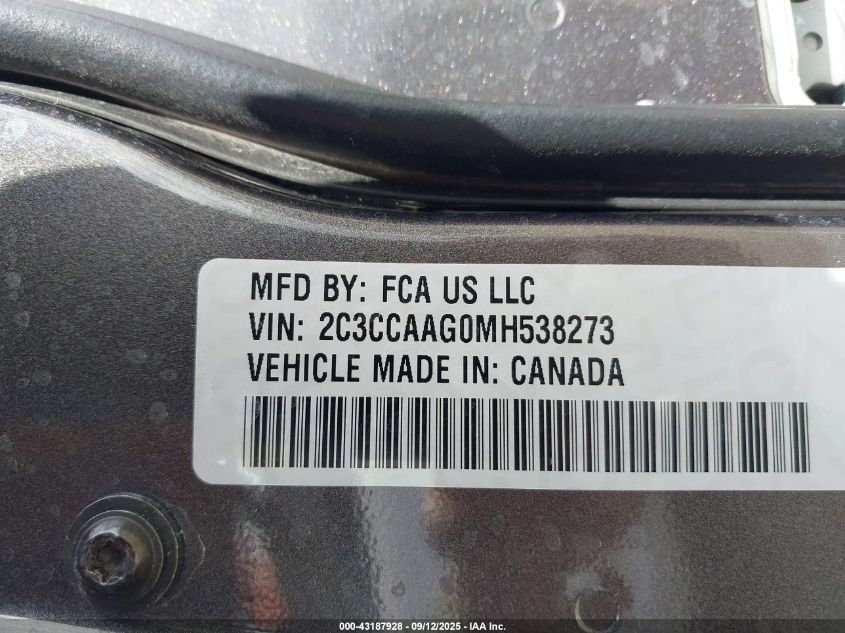 MFD BY: FCA US LLC
VIN: 2C3CCAAG0MH538273
VEHICLE MADE IN: CANADA
000-43187928 - 09/12/2025 - IAA Inc.